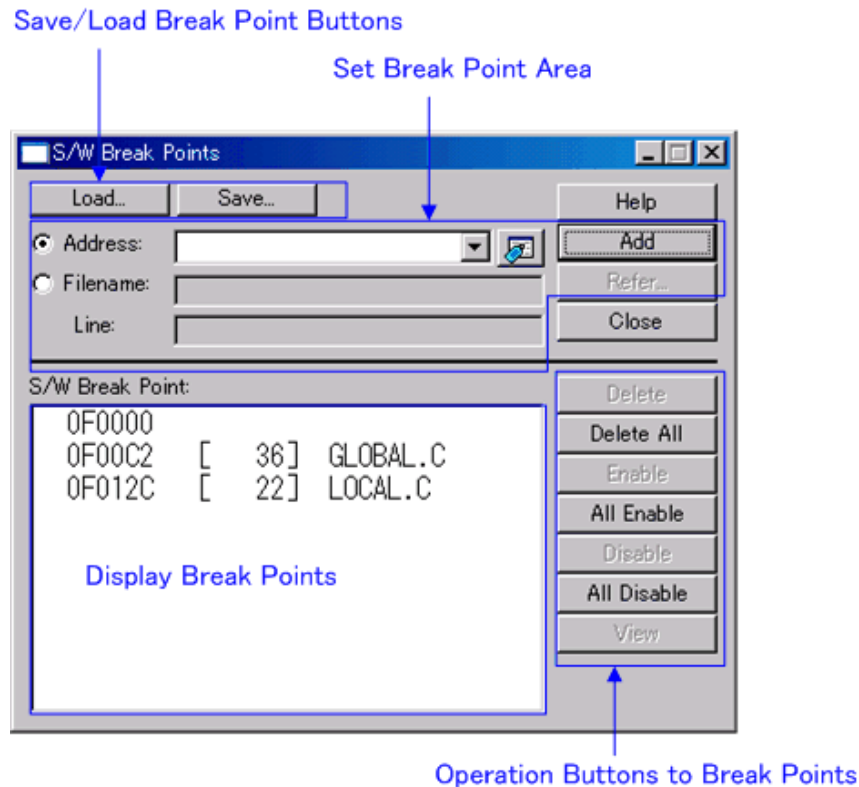 Save/Load Break Point Buttons
Set Break Point Area
S/W Break Points
Load...
Save...
Help
Address:
Add
Filename:
Refer...
Line:
Close
S/W Break Point:
0F0000
0F00C2 [ 36] GLOBAL.C
0F012C [ 22] LOCAL.C
Display Break Points
Delete
Delete All
Enable
All Enable
Disable
All Disable
View
Operation Buttons to Break Points